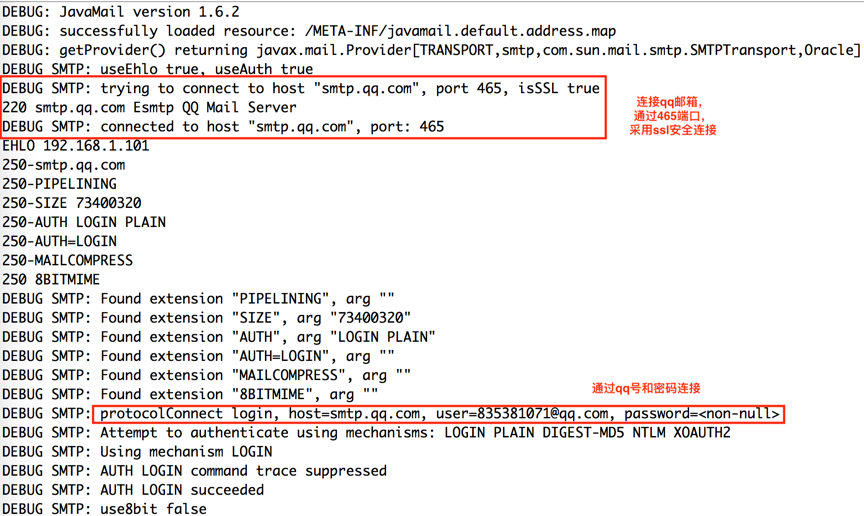 DEBUG: JavaMail version 1.6.2
DEBUG: successfully loaded resource: /META-INF/javamail.default.address.map
DEBUG: getProvider() returning javax.mail.Provider[TRANSPORT,smtp,com.sun.mail.smtp.SMTPTransport,Oracle]
DEBUG SMTP: useEhlo true, useAuth true
DEBUG SMTP: trying to connect to host "smtp.qq.com", port 465, isSSL true
220 smtp.qq.com Esmtp QQ Mail Server
DEBUG SMTP: connected to host "smtp.qq.com", port: 465
连接qq邮箱，
通过465端口，
采用ssl安全连接
EHLO 192.168.1.101
250-smtp.qq.com
250-PIPELINING
250-SIZE 73400320
250-AUTH LOGIN PLAIN
250-AUTH=LOGIN
250-MAILCOMPRESS
250 8BITMIME
DEBUG SMTP: Found extension "PIPELINING", arg ""
DEBUG SMTP: Found extension "SIZE", arg "73400320"
DEBUG SMTP: Found extension "AUTH", arg "LOGIN PLAIN"
DEBUG SMTP: Found extension "AUTH=LOGIN", arg ""
DEBUG SMTP: Found extension "MAILCOMPRESS", arg ""
DEBUG SMTP: Found extension "8BITMIME", arg ""
通过qq号和密码连接
DEBUG SMTP: protocolConnect login, host=smtp.qq.com, user=835381071@qq.com, password=<non-null>
DEBUG SMTP: Attempt to authenticate using mechanisms: LOGIN PLAIN DIGEST-MD5 NTLM XOAUTH2
DEBUG SMTP: Using mechanism LOGIN
DEBUG SMTP: AUTH LOGIN command trace suppressed
DEBUG SMTP: AUTH LOGIN succeeded
DEBUG SMTP: use8bit false